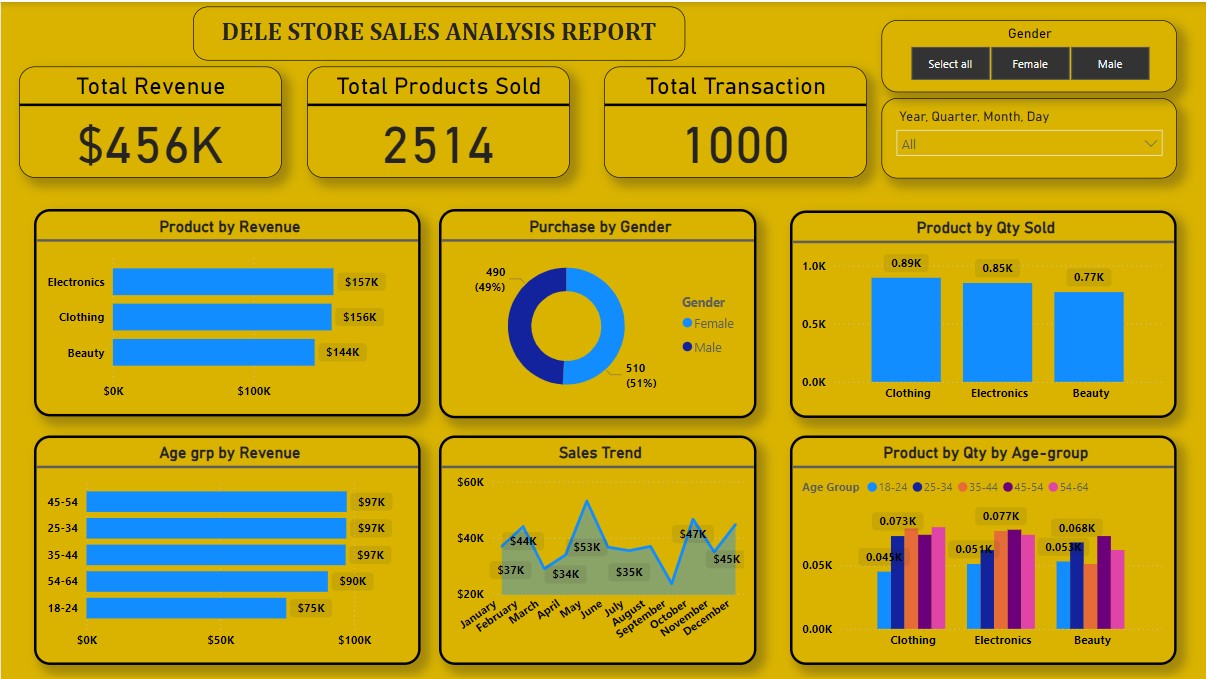 DELE STORE SALES ANALYSIS REPORT
Gender
Select all
Female
Male
Total Revenue
$456K
Total Products Sold
2514
Total Transaction
1000
Year, Quarter, Month, Day
All
Product by Revenue
Electronics
$157K
Clothing
$156K
Beauty
$144K
$0K
$100K
Purchase by Gender
490
(49%)
510
(51%)
Gender
Female
Male
Product by Qty Sold
1.0K
0.5K
0.0K
0.89K
0.85K
0.77K
Clothing
Electronics
Beauty
Age grp by Revenue
45-54
$97K
25-34
$97K
35-44
$97K
54-64
$90K
18-24
$75K
$0K
$50K
$100K
Sales Trend
$60K
$40K
$20K
$37K
$44K
$34K
$53K
$35K
$47K
$45K
January
February
March
April
May
June
July
August
September
October
November
December
Product by Qty by Age-group
Age Group
18-24
25-34
35-44
45-54
54-64
0.05K
0.00K
0.045K
0.073K
0.051K
0.077K
0.053K
0.068K
Clothing
Electronics
Beauty